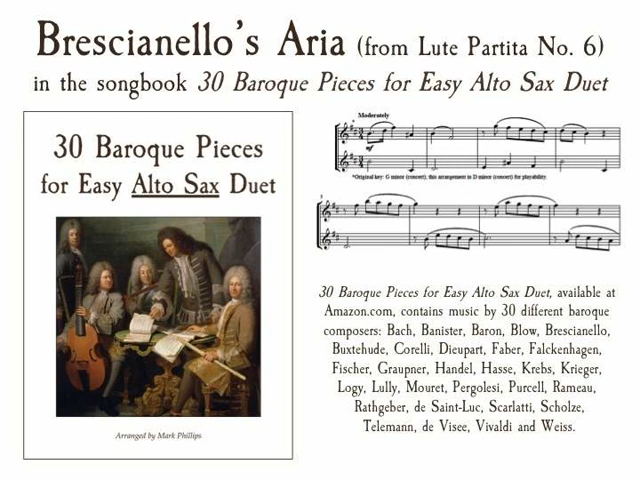 Brescianello's Aria (from Lute Partita No. 6)
in the songbook 30 Baroque Pieces for Easy Alto Sax Duet
30 Baroque Pieces
for Easy Alto Sax Duet
Arranged by Mark Phillips
Moderately
mf
*Original key: G minor (concert); this arrangement in D minor (concert) for playability.
30 Baroque Pieces for Easy Alto Sax Duet, available at
Amazon.com, contains music by 30 different baroque
composers: Bach, Banister, Baron, Blow, Brescianello,
Buxtehude, Corelli, Dieupart, Faber, Falckenhagen,
Fischer, Graupner, Handel, Hasse, Krebs, Krieger,
Logy, Lully, Mouret, Pergolesi, Purcell, Rameau,
Rathgeber, de Saint-Luc, Scarlatti, Scholze,
Telemann, de Visee, Vivaldi and Weiss.